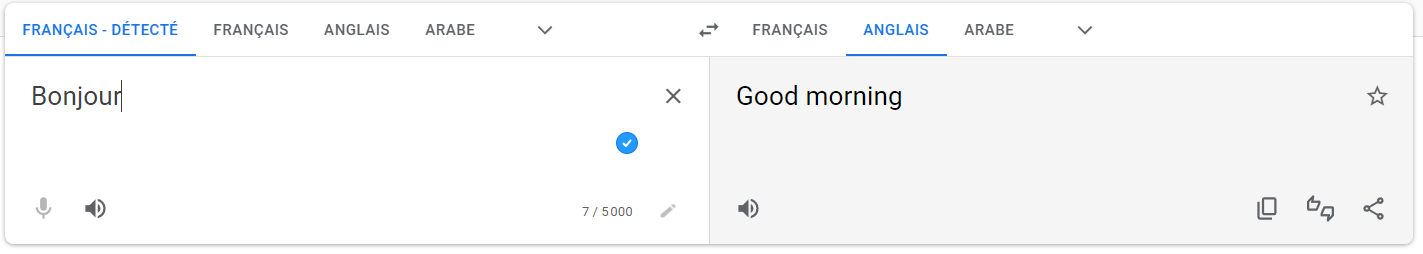 FRANÇAIS - DÉTECTÉ FRANÇAIS ANGLAIS ARABE FRANÇAIS ANGLAIS ARABE
Bonjour Good morning
7 / 5000